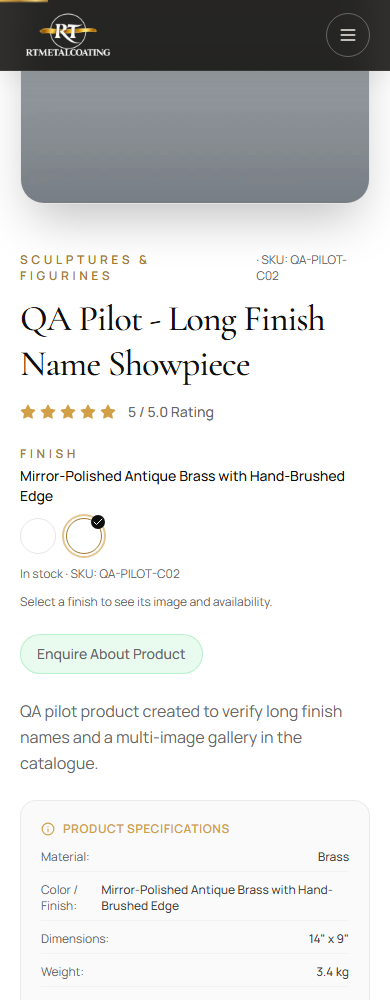 RT
RTMETALCOATING
SCULPTURES &
FIGURINES
· SKU: QA-PILOT-
C02
QA Pilot - Long Finish
Name Showpiece
5 / 5.0 Rating
FINISH
Mirror-Polished Antique Brass with Hand-Brushed
Edge
In stock · SKU: QA-PILOT-C02
Select a finish to see its image and availability.
Enquire About Product
QA pilot product created to verify long finish
names and a multi-image gallery in the
catalogue.
PRODUCT SPECIFICATIONS
Material: Brass
Color /
Finish:
Mirror-Polished Antique Brass with Hand-
Brushed Edge
Dimensions: 14" x 9"
Weight: 3.4 kg